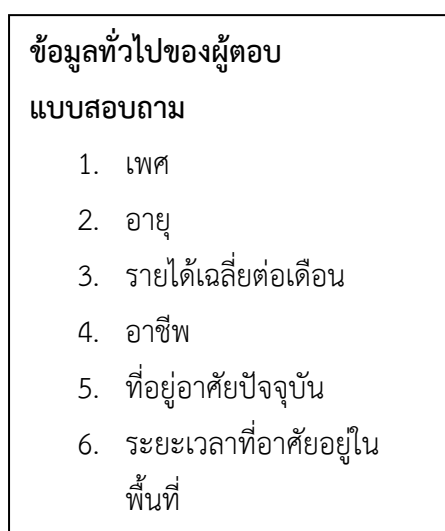 ข้อมูลทั่วไปของผู้ตอบ
แบบสอบถาม
1. เพศ
2. อายุ
3. รายได้เฉลี่ยต่อเดือน
4. อาชีพ
5. ที่อยู่อาศัยปัจจุบัน
6. ระยะเวลาที่อาศัยอยู่ใน
พื้นที่